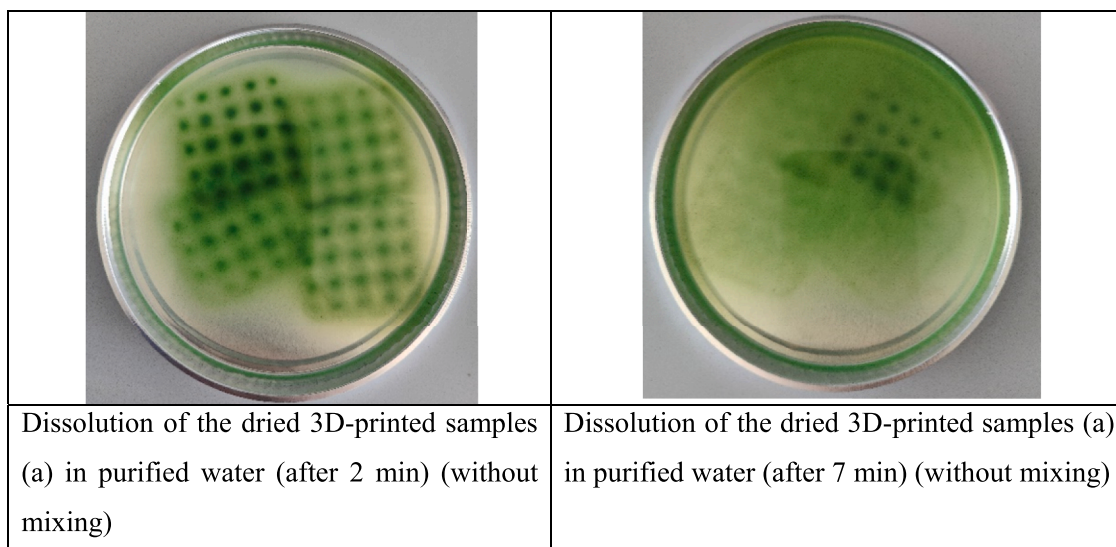 Dissolution of the dried 3D-printed samples
(a) in purified water (after 2 min) (without
mixing)
Dissolution of the dried 3D-printed samples (a)
in purified water (after 7 min) (without mixing)